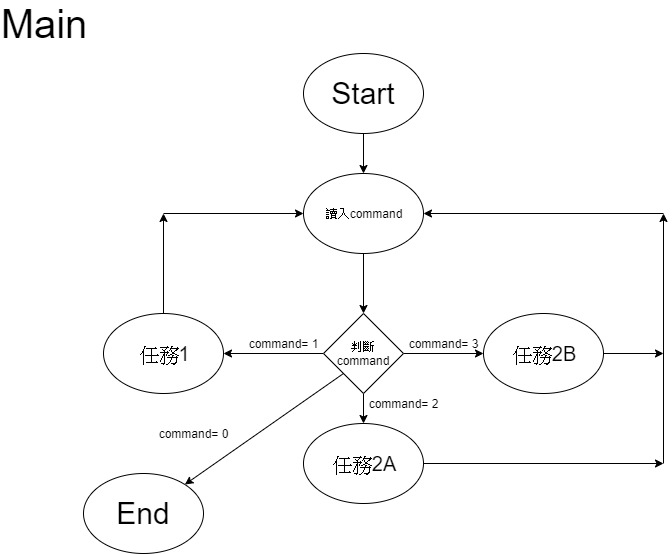 Main
Start
讀入command
判斷
command
command= 1
command= 3
任務1
任務2B
command= 2
command= 0
任務2A
End